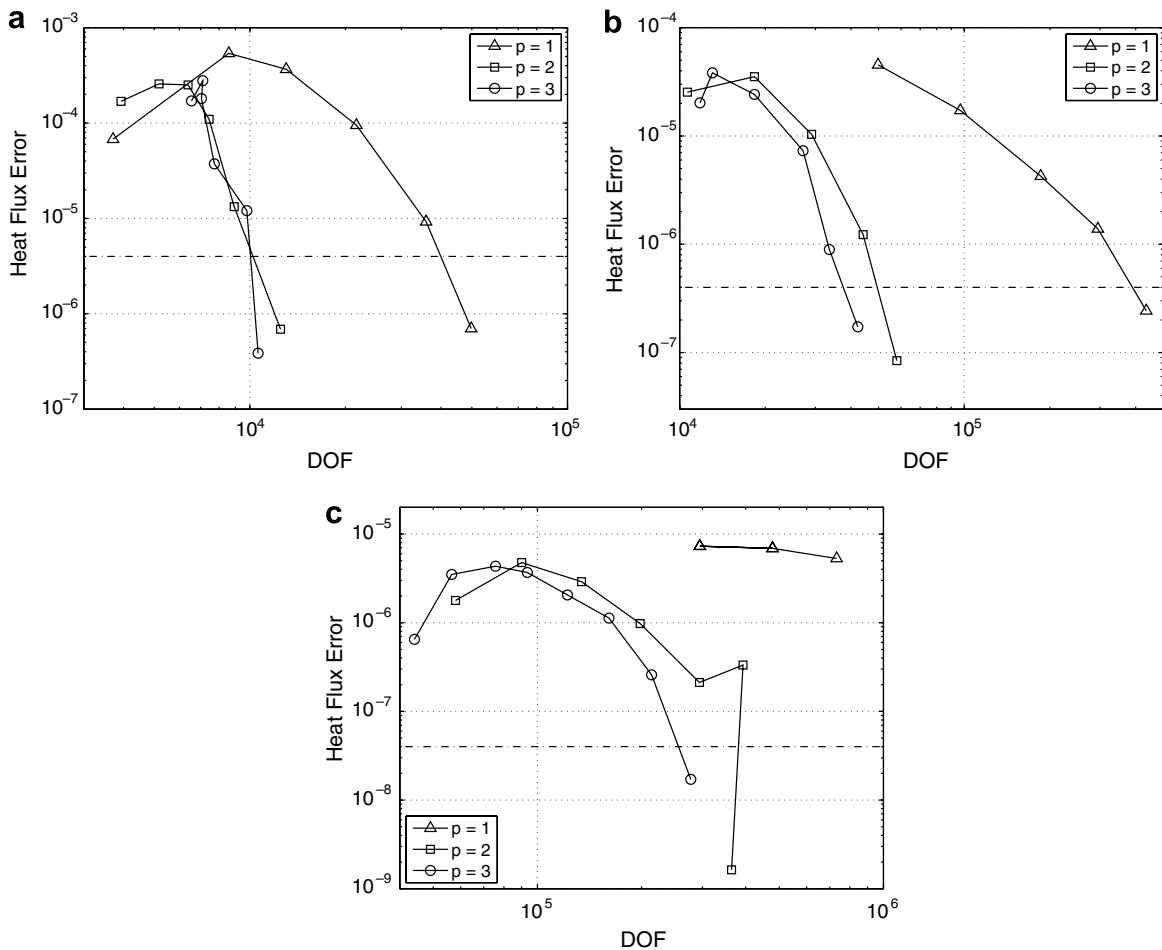 a
10^-3
10^-4
10^-5
10^-6
10^-7
Heat Flux Error
10^4
10^5
DOF
p = 1
p = 2
p = 3
b
10^-4
10^-5
10^-6
10^-7
Heat Flux Error
10^4
10^5
DOF
p = 1
p = 2
p = 3
c
10^-5
10^-6
10^-7
10^-8
10^-9
Heat Flux Error
10^5
10^6
DOF
p = 1
p = 2
p = 3